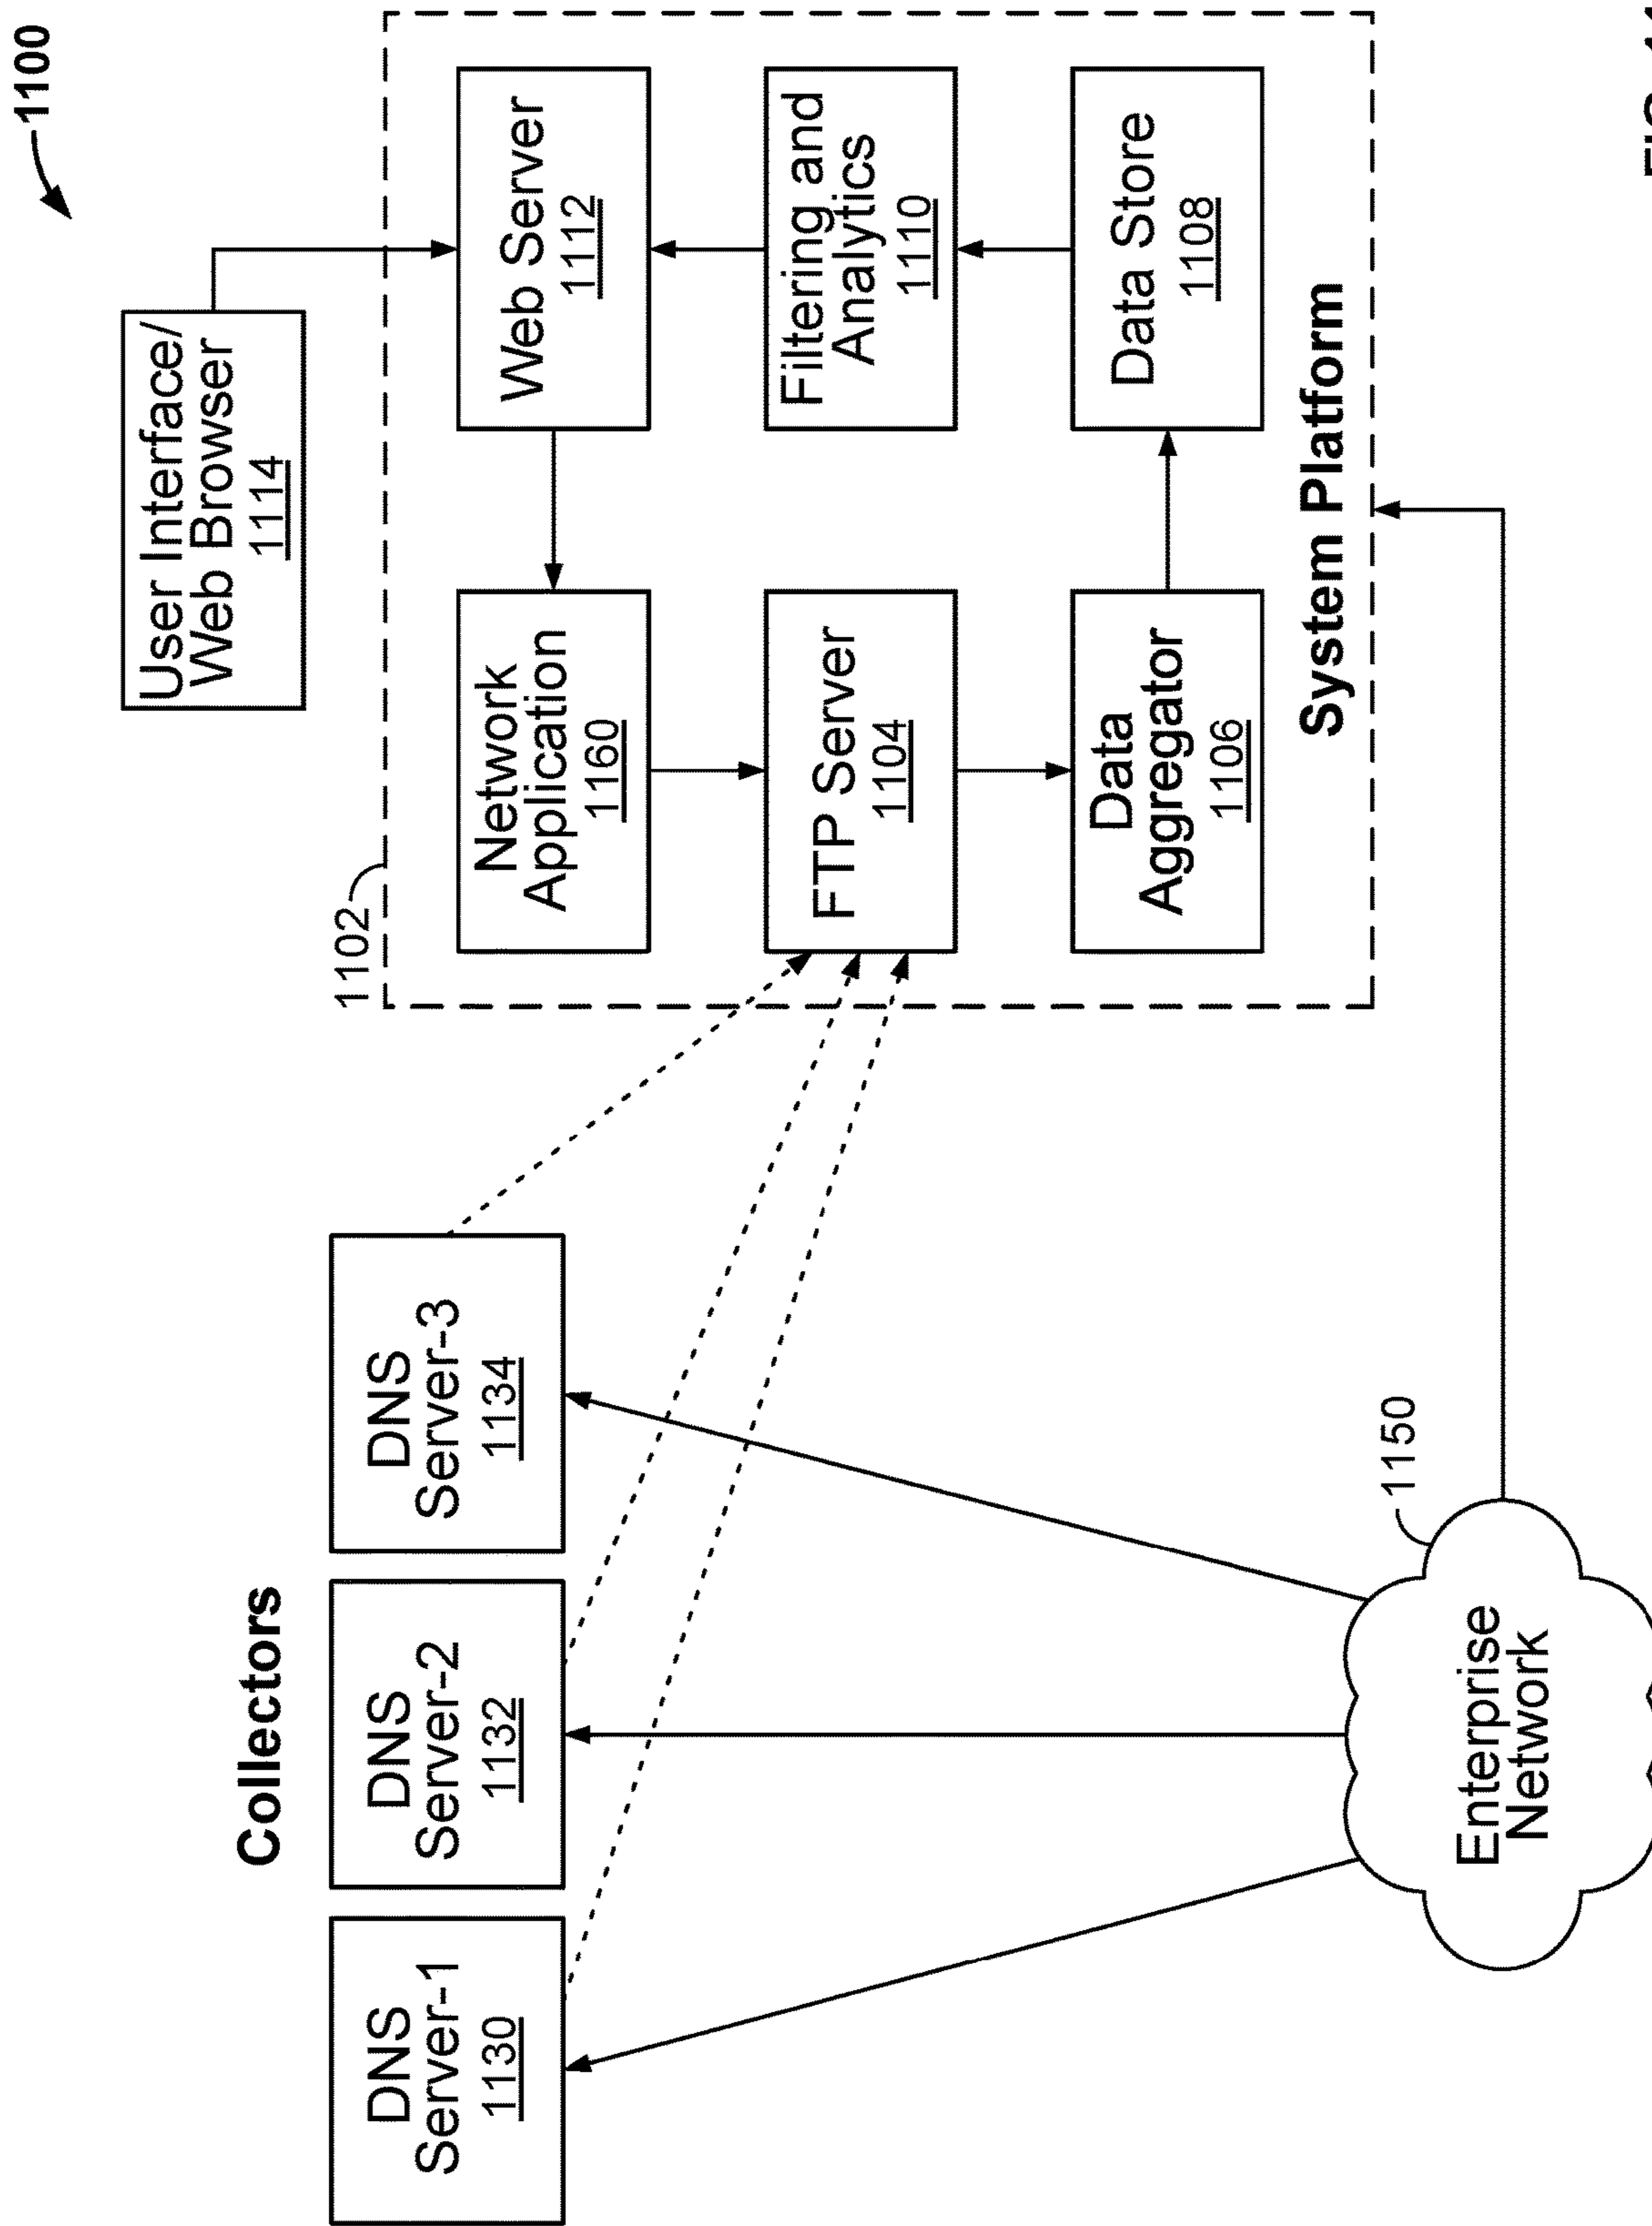 1100
User Interface/
Web Browser
1114
1102
Collectors
DNS
Server-1
1130
DNS
Server-2
1132
DNS
Server-3
1134
Network
Application
1160
Web Server
1112
FTP Server
1104
Filtering and
Analytics
1110
Data
Aggregator
1106
Data Store
1108
System Platform
1150
Enterprise
Network